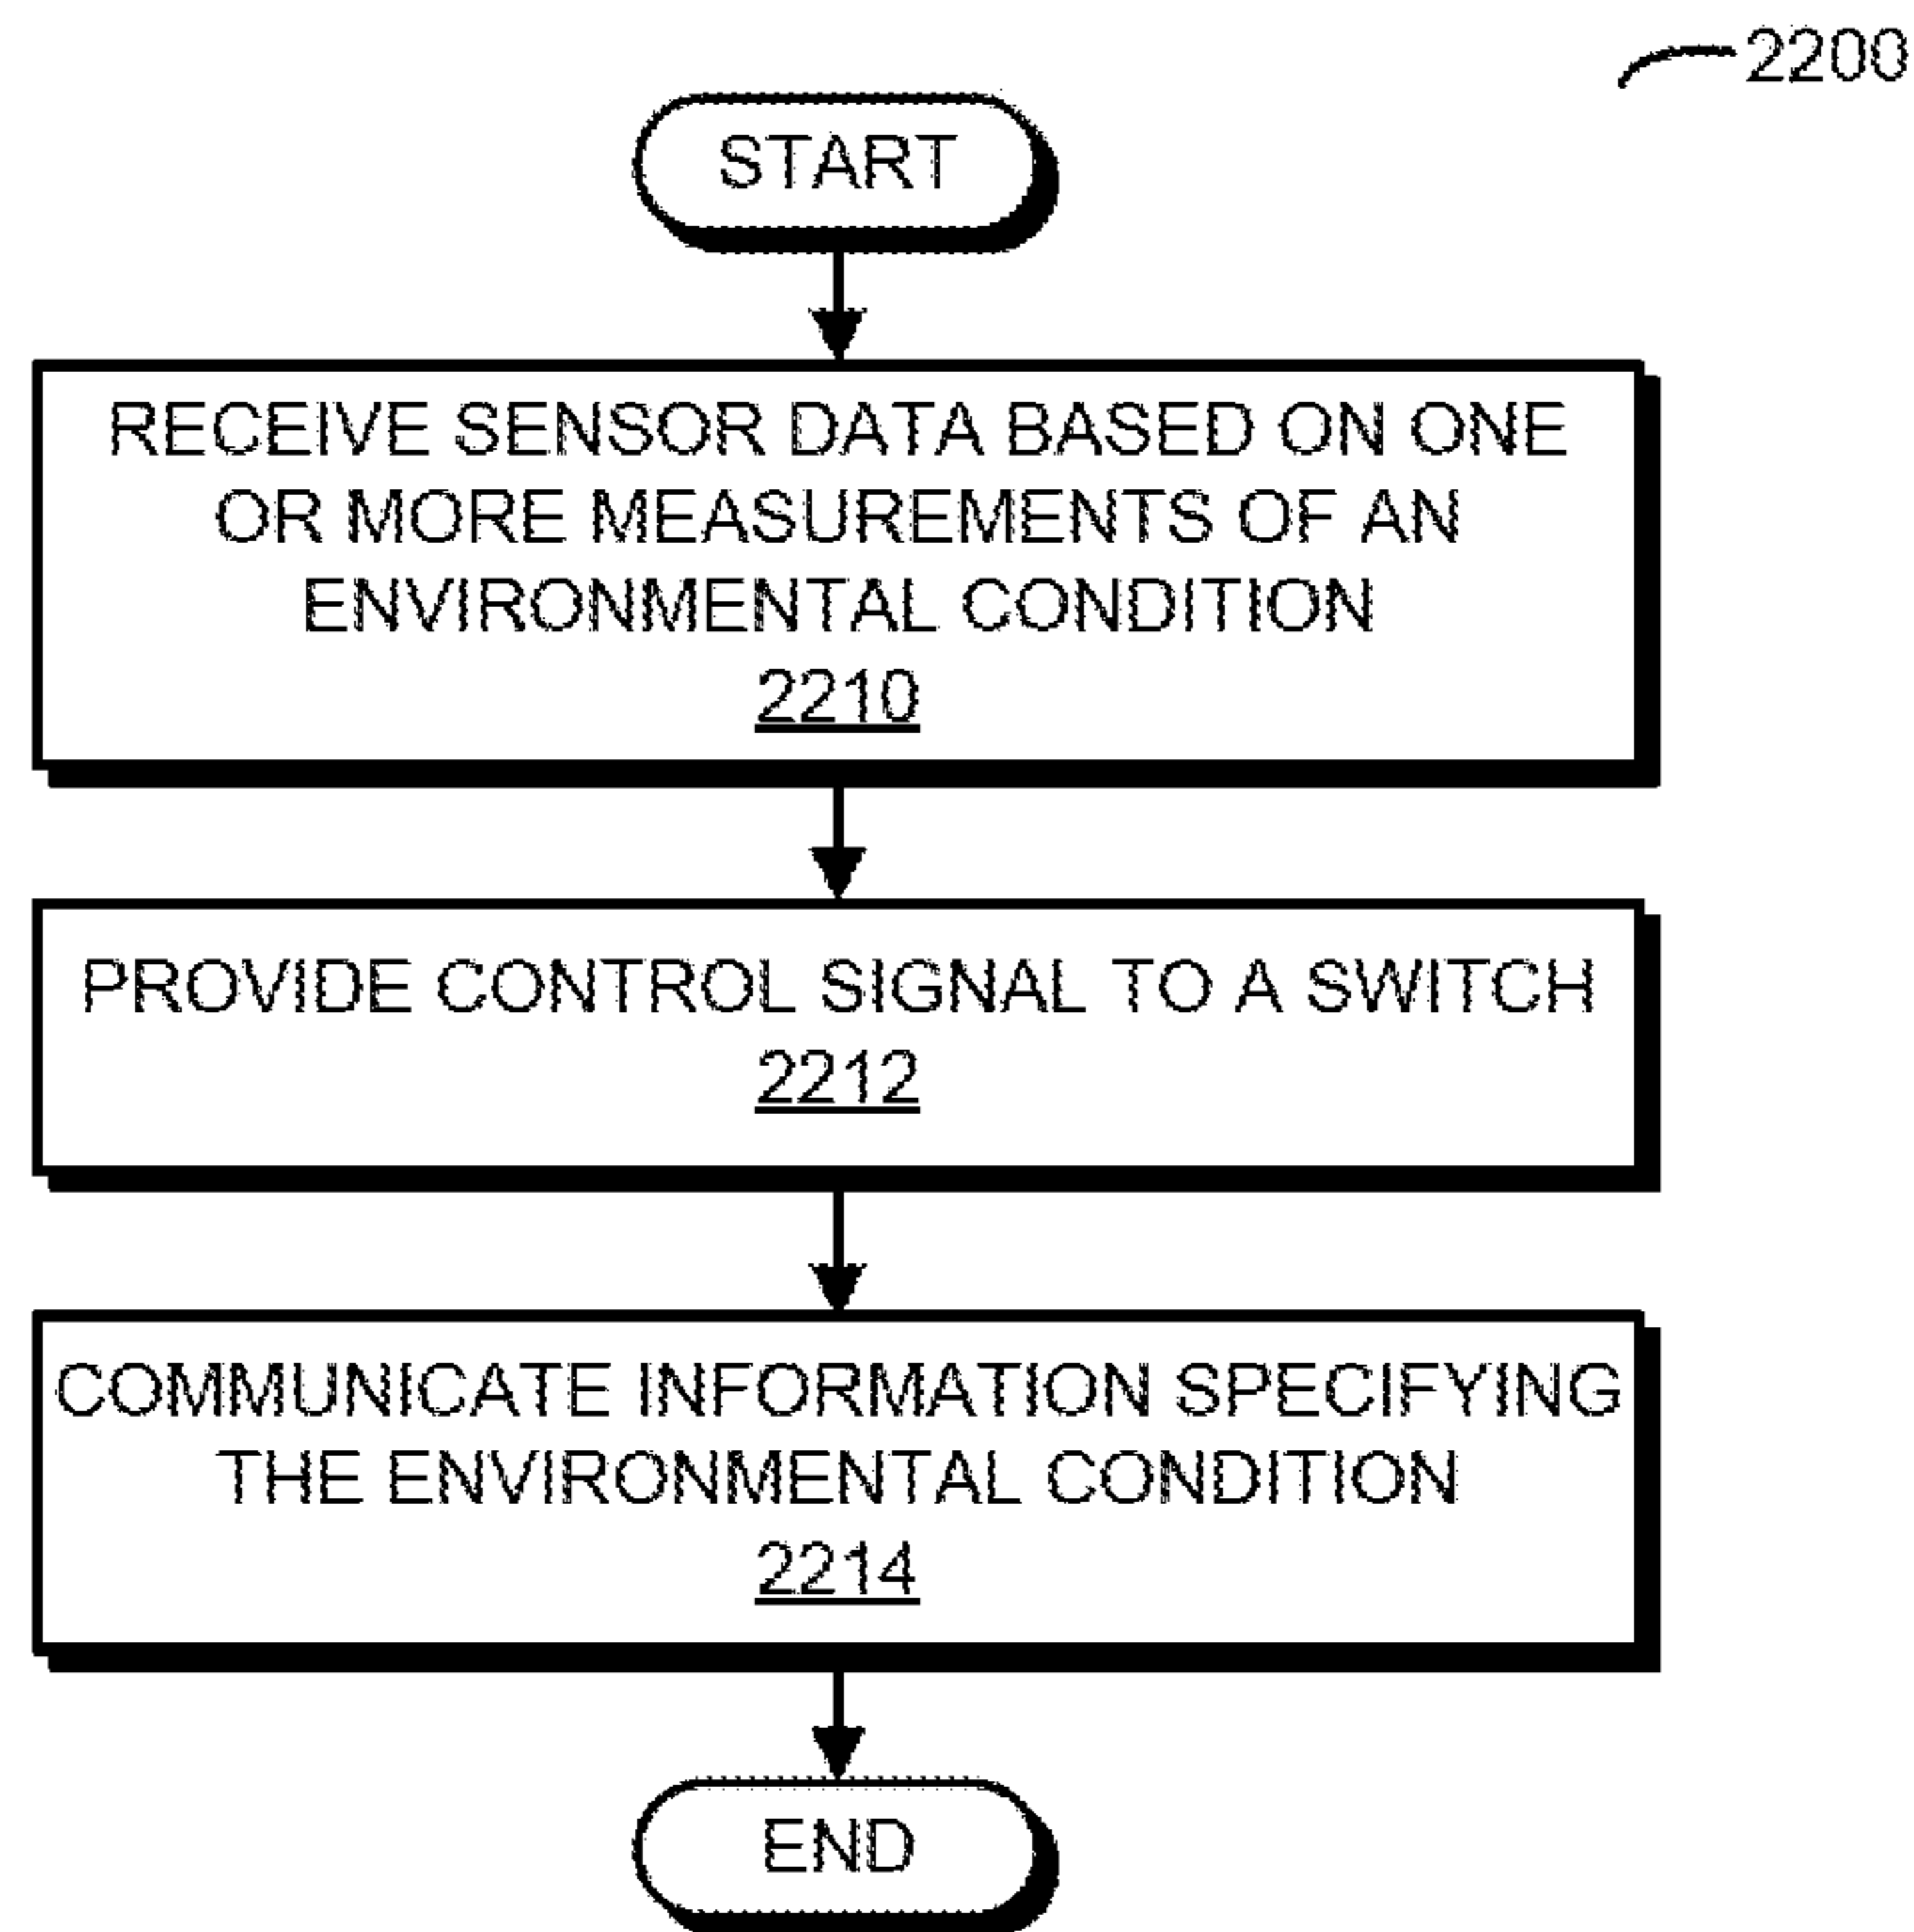 2200
START
RECEIVE SENSOR DATA BASED ON ONE
OR MORE MEASUREMENTS OF AN
ENVIRONMENTAL CONDITION
2210
PROVIDE CONTROL SIGNAL TO A SWITCH
2212
COMMUNICATE INFORMATION SPECIFYING
THE ENVIRONMENTAL CONDITION
2214
END